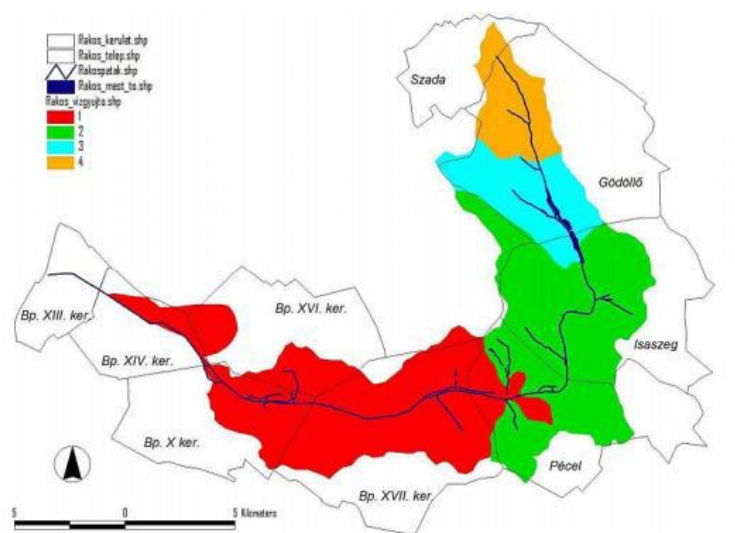 Rakos_kerulet.shp
Rakos_telep.shp
Rakospatak.shp
Rakos_mest_to.shp
Rakos_vizgyujto.shp
1
2
3
4
Szada
Gödöllő
Bp. XIII. ker.
Bp. XVI. ker.
Bp. XIV. ker.
Isaszeg
Bp. X ker.
Pécel
Bp. XVII. ker.
5 0 5 Kilometers